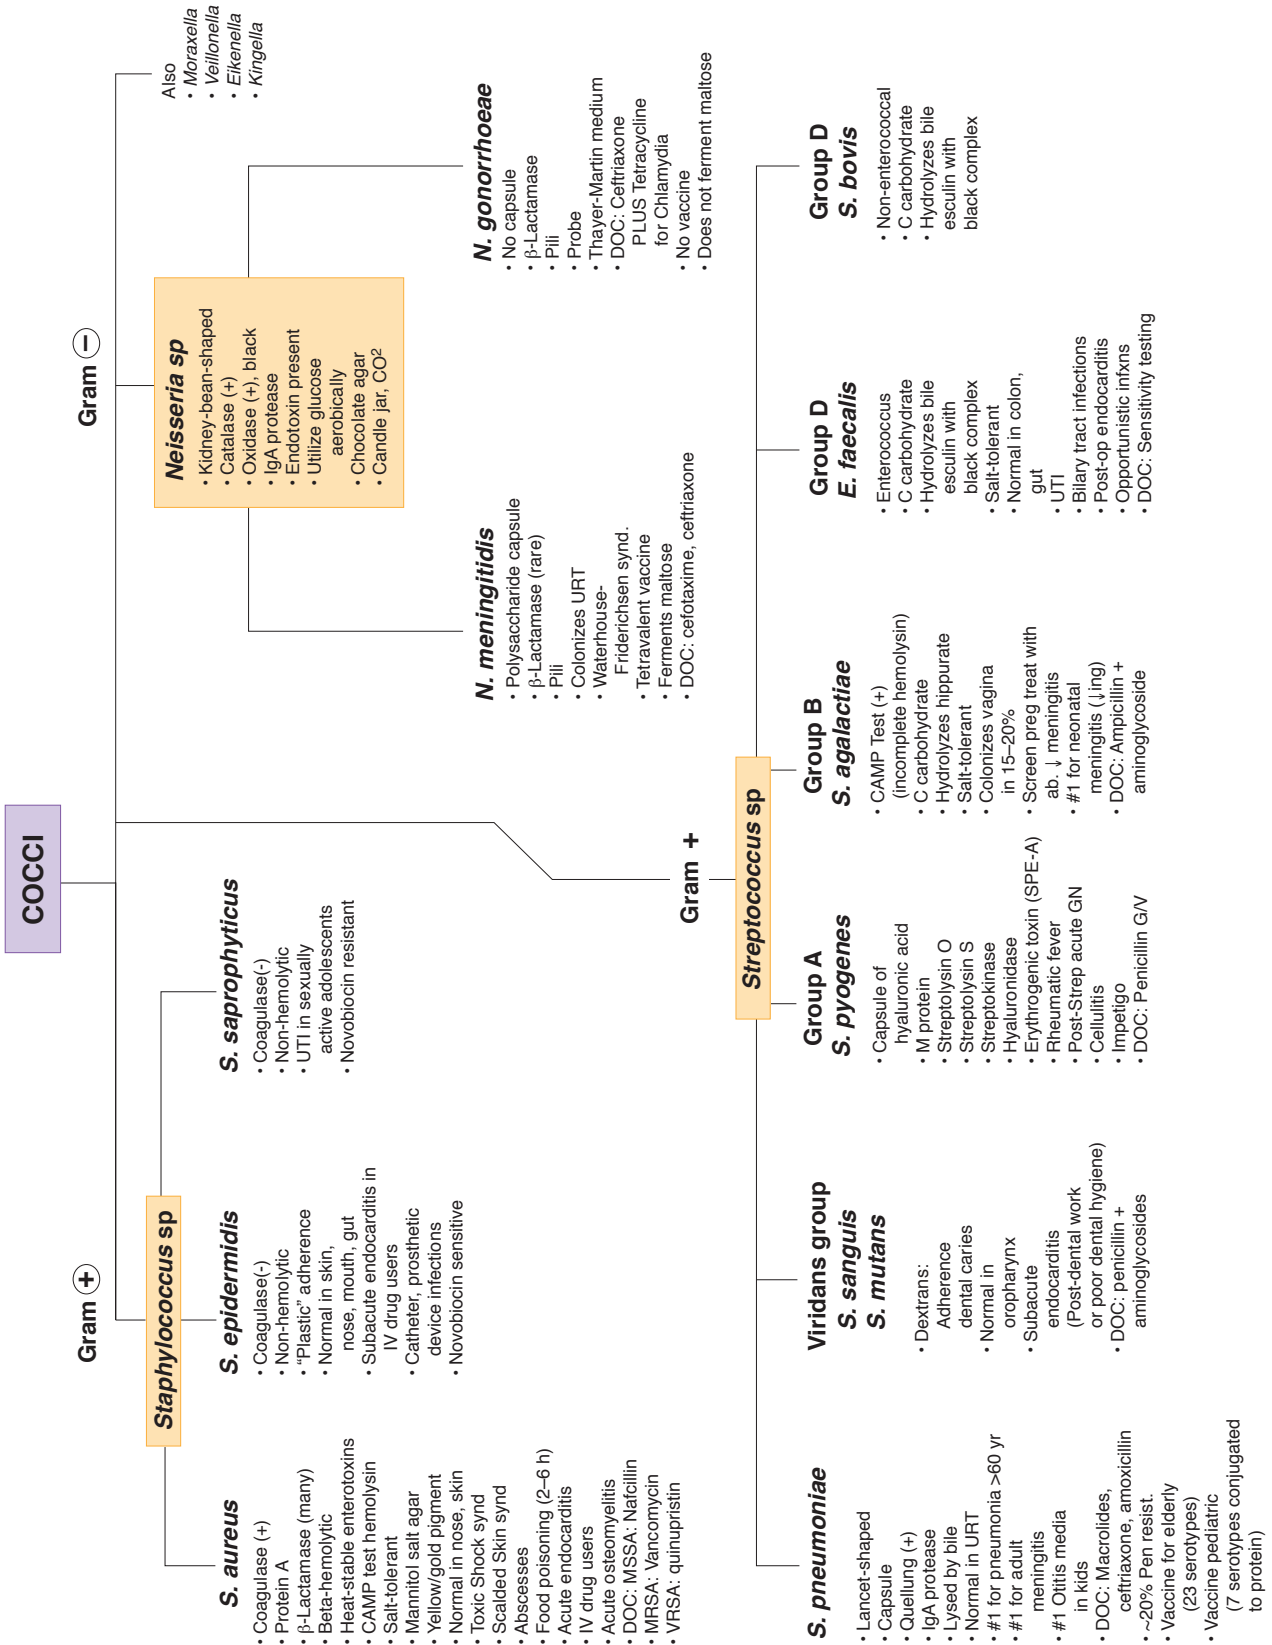 COCCI
Gram +
Staphylococcus sp
S. aureus
• Coagulase (+)
• Protein A
• β-Lactamase (many)
• Beta-hemolytic
• Heat-stable enterotoxins
• CAMP test hemolysin
• Salt-tolerant
• Mannitol salt agar
• Yellow/gold pigment
• Normal in nose, skin
• Toxic Shock synd
• Scalded Skin synd
• Abscesses
• Food poisoning (2–6 h)
• Acute endocarditis
• IV drug users
• Acute osteomyelitis
• DOC: MSSA: Nafcillin
• MRSA: Vancomycin
• VRSA: quinupristin
S. epidermidis
• Coagulase(-)
• Non-hemolytic
• “Plastic” adherence
• Normal in skin,
nose, mouth, gut
• Subacute endocarditis in
IV drug users
• Catheter, prosthetic
device infections
• Novobiocin sensitive
S. saprophyticus
• Coagulase(-)
• Non-hemolytic
• UTI in sexually
active adolescents
• Novobiocin resistant
Gram −
Neisseria sp
• Kidney-bean-shaped
• Catalase (+)
• Oxidase (+), black
• IgA protease
• Endotoxin present
• Utilize glucose
aerobically
• Chocolate agar
• Candle jar, CO²
Also
• Moraxella
• Veillonella
• Eikenella
• Kingella
N. meningitidis
• Polysaccharide capsule
• β-Lactamase (rare)
• Pili
• Colonizes URT
• Waterhouse-
Friderichsen synd.
• Tetravalent vaccine
• Ferments maltose
• DOC: cefotaxime, ceftriaxone
N. gonorrhoeae
• No capsule
• β-Lactamase
• Pili
• Probe
• Thayer-Martin medium
• DOC: Ceftriaxone
PLUS Tetracycline
for Chlamydia
• No vaccine
• Does not ferment maltose
Gram +
Streptococcus sp
S. pneumoniae
• Lancet-shaped
• Capsule
• Quellung (+)
• IgA protease
• Lysed by bile
• Normal in URT
• #1 for pneumonia >60 yr
• #1 for adult
meningitis
• #1 Otitis media
in kids
• DOC: Macrolides,
ceftriaxone, amoxicillin
• ~20% Pen resist.
• Vaccine for elderly
(23 serotypes)
• Vaccine pediatric
(7 serotypes conjugated
to protein)
Viridans group
S. sanguis
S. mutans
• Dextrans:
Adherence
dental caries
• Normal in
oropharynx
• Subacute
endocarditis
(Post-dental work
or poor dental hygiene)
• DOC: penicillin +
aminoglycosides
Group A
S. pyogenes
• Capsule of
hyaluronic acid
• M protein
• Streptolysin O
• Streptolysin S
• Streptokinase
• Hyaluronidase
• Erythrogenic toxin (SPE-A)
• Rheumatic fever
• Post-Strep acute GN
• Cellulitis
• Impetigo
• DOC: Penicillin G/V
Group B
S. agalactiae
• CAMP Test (+)
(incomplete hemolysin)
• C carbohydrate
• Hydrolyzes hippurate
• Salt-tolerant
• Colonizes vagina
in 15–20%
• Screen preg treat with
ab. ↓ meningitis
• #1 for neonatal
meningitis (↓ing)
• DOC: Ampicillin +
aminoglycoside
Group D
E. faecalis
• Enterococcus
• C carbohydrate
• Hydrolyzes bile
esculin with
black complex
• Salt-tolerant
• Normal in colon,
gut
• UTI
• Bilary tract infections
• Post-op endocarditis
• Opportunistic infxns
• DOC: Sensitivity testing
Group D
S. bovis
• Non-enterococcal
• C carbohydrate
• Hydrolyzes bile
esculin with
black complex